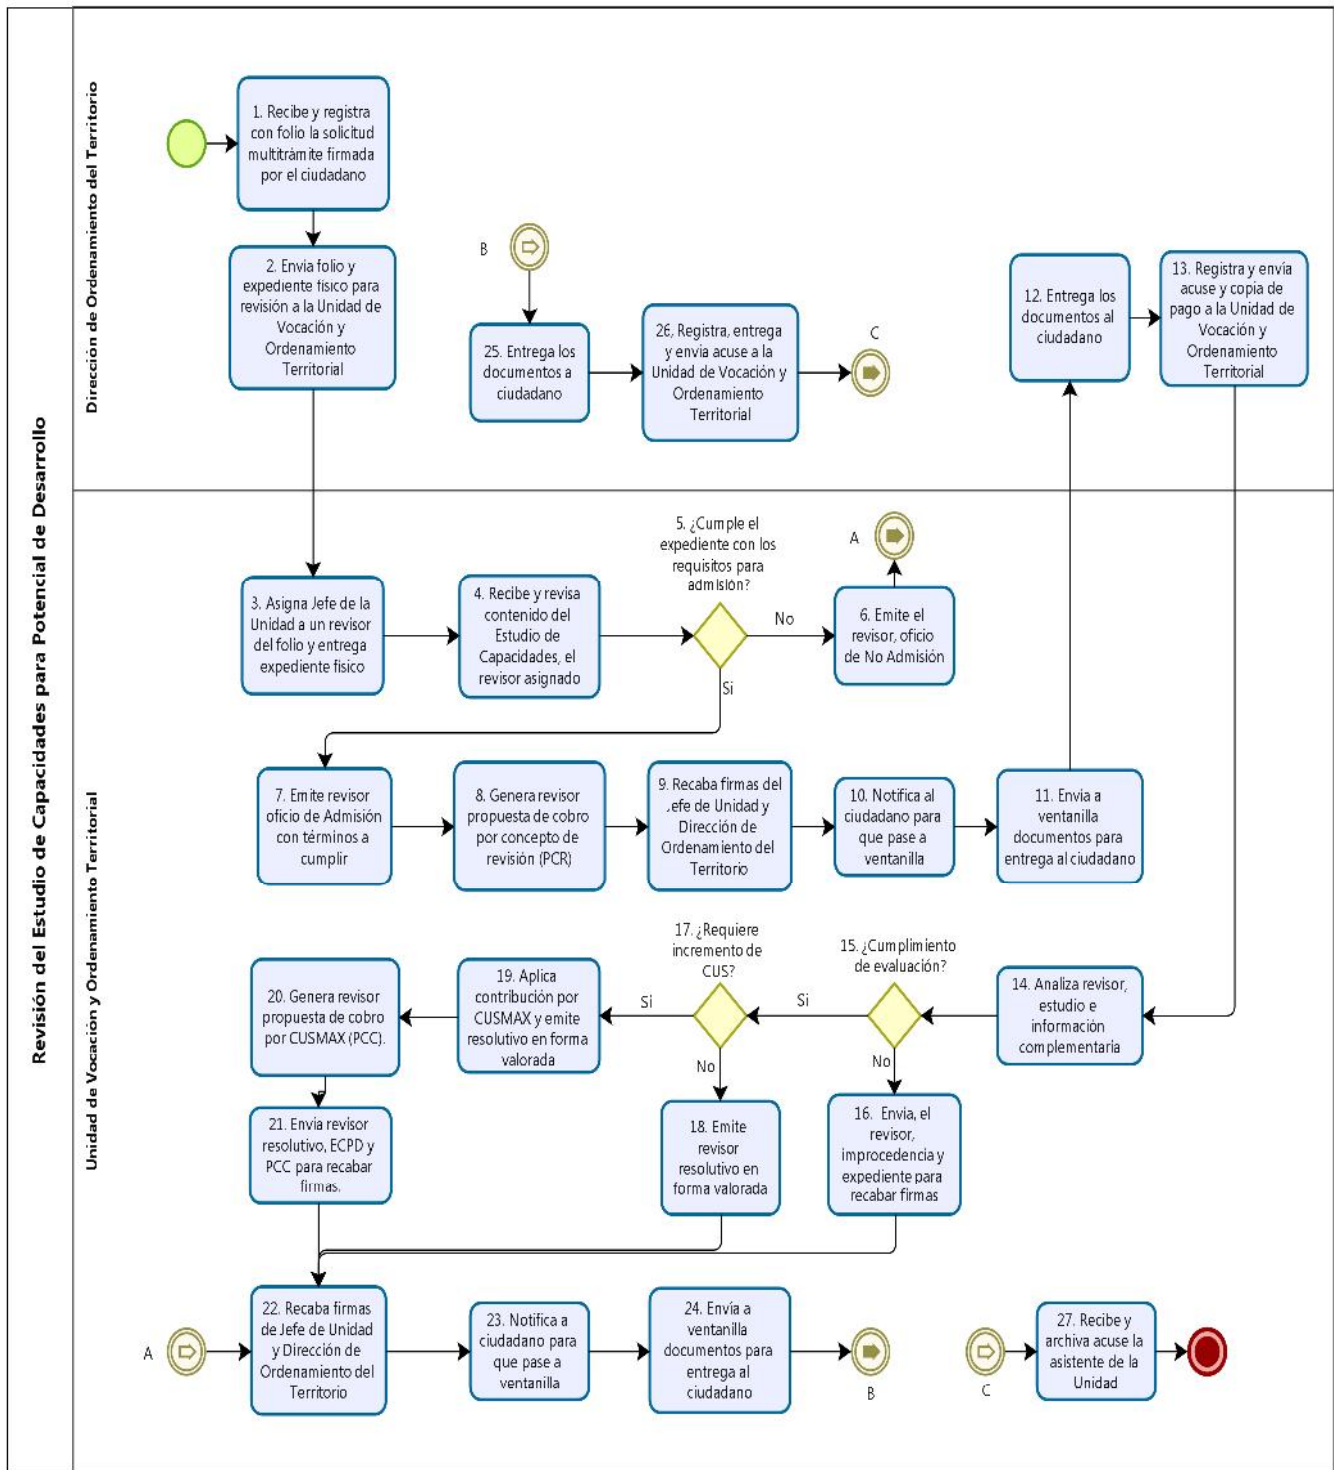 Revisión del Estudio de Capacidades para Potencial de Desarrollo
Dirección de Ordenamiento del Territorio
1. Recibe y registra
con folio la solicitud
multitrámite firmada
por el ciudadano
2. Envia folio y
expediente físico para
revisión a la Unidad de
Vocación y
Ordenamiento
Territorial
B
25. Entrega los
documentos a
ciudadano
26, Registra, entrega
y envia acuse a la
Unidad de Vocación y
Ordenamiento
Territorial
C
12. Entrega los
documentos al
ciudadano
13. Registra y envía
acuse y copia de
pago a la Unidad de
Vocación y
Ordenamiento
Territorial
Unidad de Vocación y Ordenamiento Territorial
3. Asigna Jefe de la
Unidad a un revisor
del folio y entrega
expediente físico
4. Recibe y revisa
contenido del
Estudio de
Capacidades, el
revisor asignado
5. ¿Cumple el
expediente con los
requisitos para
admisión?
No
Si
A
6. Emite el
revisor, oficio
de No Admisión
7. Emite revisor
oficio de Admisión
con términos a
cumplir
8. Genera revisor
propuesta de cobro
por concepto de
revisión (PCR)
9. Recaba firmas del
Jefe de Unidad y
Dirección de
Ordenamiento del
Territorio
10. Notifica al
ciudadano para
que pase a
ventanilla
11. Envia a
ventanilla
documentos para
entrega al ciudadano
14. Analiza revisor,
estudio e
información
complementaria
15. ¿Cumplimiento
de evaluación?
Si
No
16. Envia, el
revisor,
improcedencia y
expediente para
recabar firmas
17. ¿Requiere
incremento de
CUS?
Si
No
18. Emite
revisor
resolutivo en
forma valorada
19. Aplica
contribución por
CUSMAX y emite
resolutivo en forma
valorada
20. Genera revisor
propuesta de cobro
por CUSMAX (PCC).
21. Envia revisor
resolutivo, ECPD y
PCC para recabar
firmas.
A
22. Recaba firmas
de Jefe de Unidad
y Dirección de
Ordenamiento del
Territorio
23. Notifica a
ciudadano para
que pase a
ventanilla
24. Envía a
ventanilla
documentos para
entrega al
ciudadano
B
C
27. Recibe y
archiva acuse la
asistente de la
Unidad